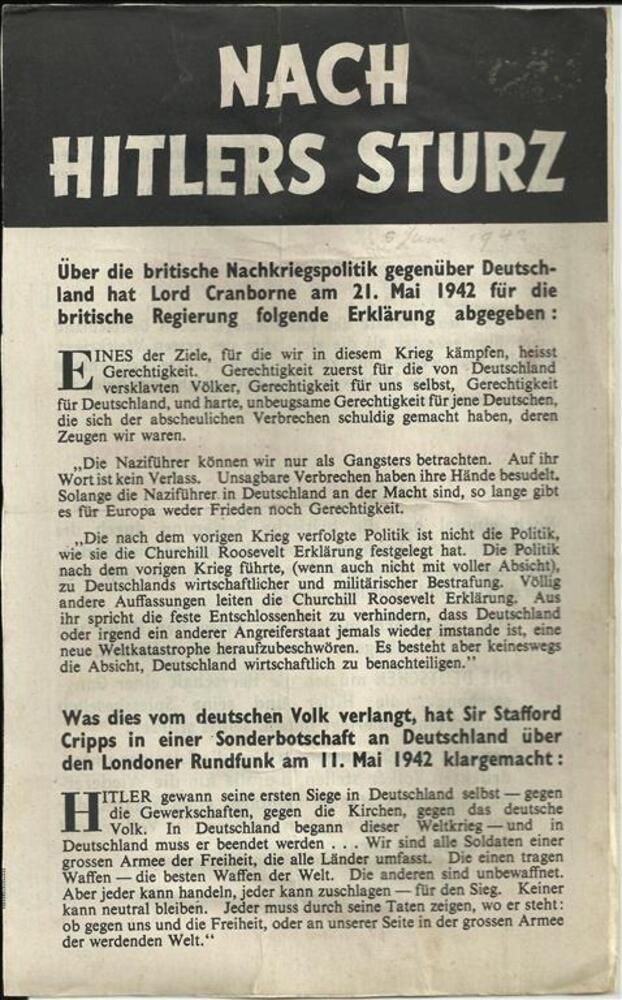 NACH
HITLERS STURZ
5 Juni 1942
Über die britische Nachkriegspolitik gegenüber Deutsch-
land hat Lord Cranborne am 21. Mai 1942 für die
britische Regierung folgende Erklärung abgegeben :
EINES der Ziele, für die wir in diesem Krieg kämpfen, heisst
Gerechtigkeit. Gerechtigkeit zuerst für die von Deutschland
versklavten Völker, Gerechtigkeit für uns selbst, Gerechtigkeit
für Deutschland, und harte, unbeugsame Gerechtigkeit für jene Deutschen,
die sich der abscheulichen Verbrechen schuldig gemacht haben, deren
Zeugen wir waren.
„Die Naziführer können wir nur als Gangsters betrachten. Auf ihr
Wort ist kein Verlass. Unsagbare Verbrechen haben ihre Hände besudelt.
Solange die Naziführer in Deutschland an der Macht sind, so lange gibt
es für Europa weder Frieden noch Gerechtigkeit.
„Die nach dem vorigen Krieg verfolgte Politik ist nicht die Politik,
wie sie die Churchill Roosevelt Erklärung festgelegt hat. Die Politik
nach dem vorigen Krieg führte, (wenn auch nicht mit voller Absicht),
zu Deutschlands wirtschaftlicher und militärischer Bestrafung. Völlig
andere Auffassungen leiten die Churchill Roosevelt Erklärung. Aus
ihr spricht die feste Entschlossenheit zu verhindern, dass Deutschland
oder irgend ein anderer Angreiferstaat jemals wieder imstande ist, eine
neue Weltkatastrophe heraufzubeschwören. Es besteht aber keineswegs
die Absicht, Deutschland wirtschaftlich zu benachteiligen.”
Was dies vom deutschen Volk verlangt, hat Sir Stafford
Cripps in einer Sonderbotschaft an Deutschland über
den Londoner Rundfunk am 11. Mai 1942 klargemacht :
HITLER gewann seine ersten Siege in Deutschland selbst — gegen
die Gewerkschaften, gegen die Kirchen, gegen das deutsche
Volk. In Deutschland begann dieser Weltkrieg — und in
Deutschland muss er beendet werden . . . Wir sind alle Soldaten einer
grossen Armee der Freiheit, die alle Länder umfasst. Die einen tragen
Waffen — die besten Waffen der Welt. Die anderen sind unbewaffnet.
Aber jeder kann handeln, jeder kann zuschlagen — für den Sieg. Keiner
kann neutral bleiben. Jeder muss durch seine Taten zeigen, wo er steht:
ob gegen uns und die Freiheit, oder an unserer Seite in der grossen Armee
der werdenden Welt.“